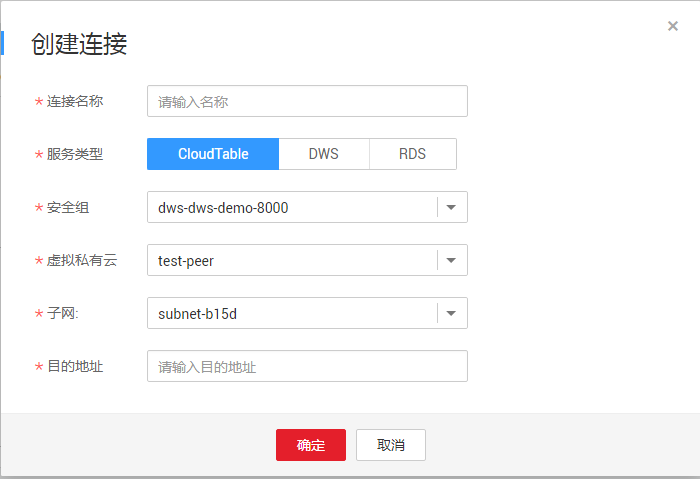 创建连接
×
* 连接名称 请输入名称
* 服务类型 CloudTable DWS RDS
* 安全组 dws-dws-demo-8000
* 虚拟私有云 test-peer
* 子网: subnet-b15d
* 目的地址 请输入目的地址
确定 取消